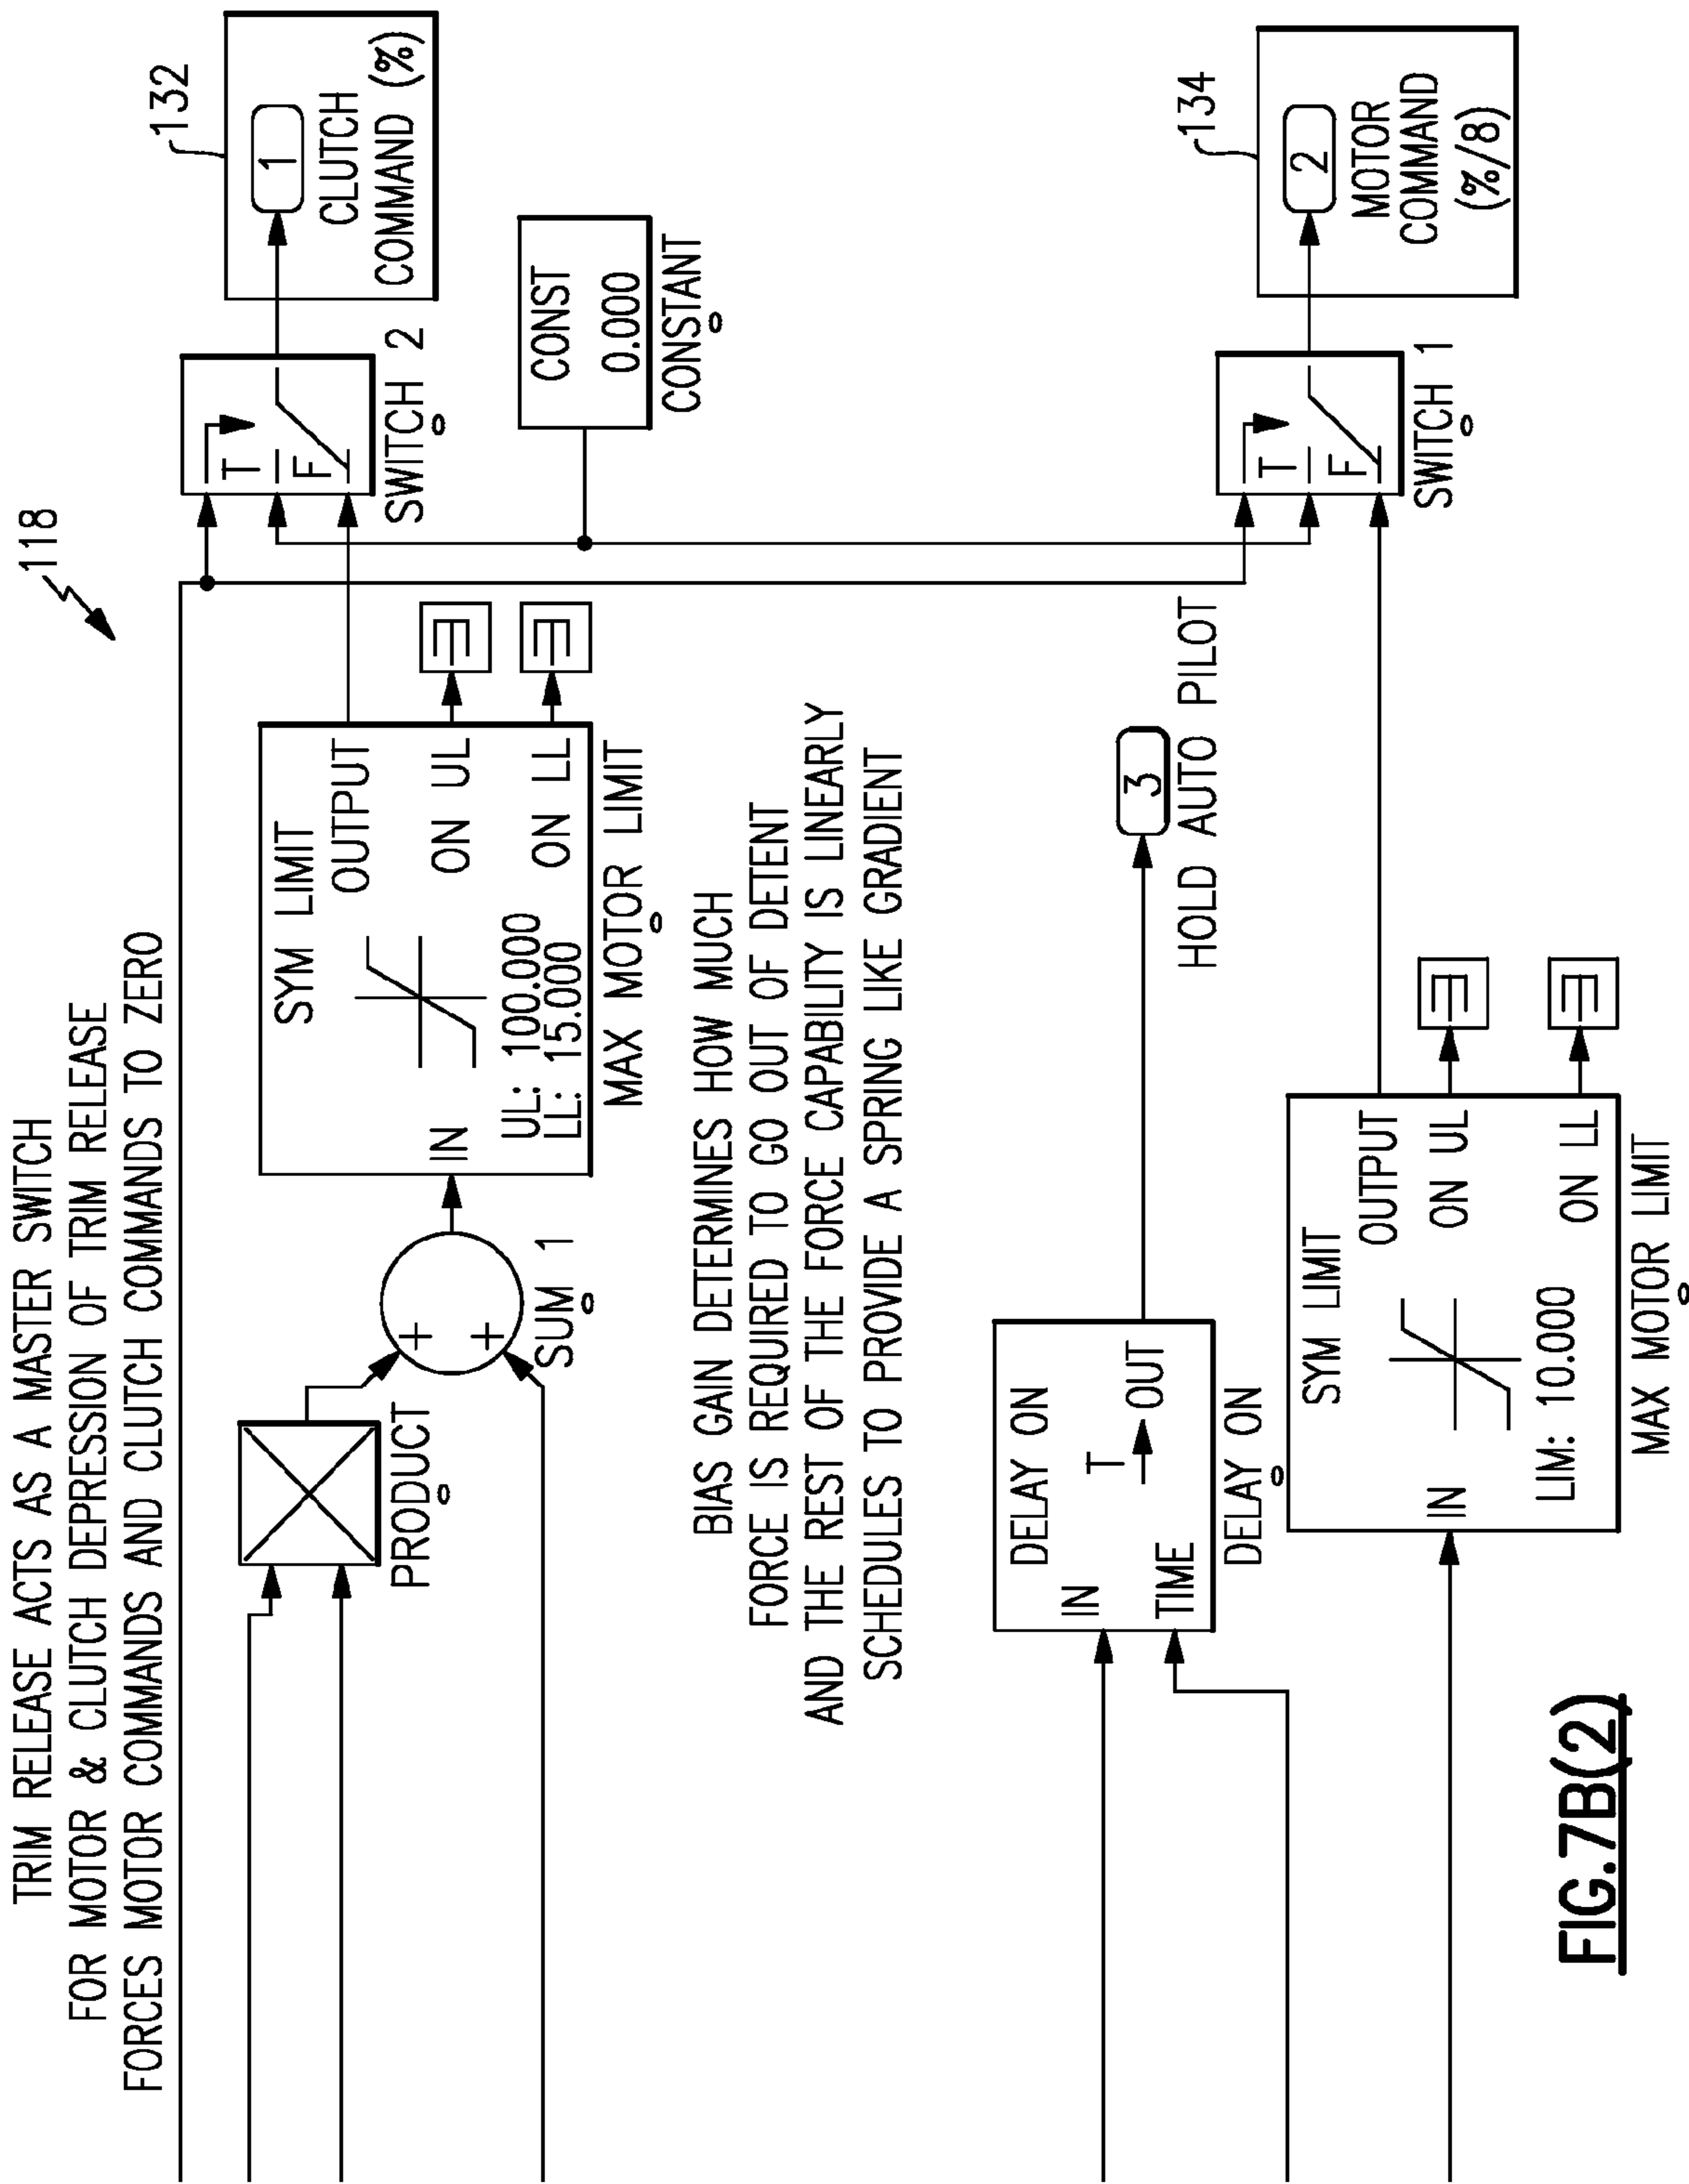 118
TRIM RELEASE ACTS AS A MASTER SWITCH
FOR MOTOR & CLUTCH DEPRESSION OF TRIM RELEASE
FORCES MOTOR COMMANDS AND CLUTCH COMMANDS TO ZERO
PRODUCT
+
+
SUM 1
SYM LIMIT
IN
OUTPUT
ON UL
ON LL
UL: 100.000
LL: 15.000
MAX MOTOR LIMIT
T
F
SWITCH 2
132
1
CLUTCH
COMMAND (%)
CONST
0.000
CONSTANT
BIAS GAIN DETERMINES HOW MUCH
FORCE IS REQUIRED TO GO OUT OF DETENT
AND THE REST OF THE FORCE CAPABILITY IS LINEARLY
SCHEDULES TO PROVIDE A SPRING LIKE GRADIENT
DELAY ON
IN
T
OUT
TIME
DELAY ON
3
HOLD AUTO PILOT
SYM LIMIT
IN
OUTPUT
ON UL
ON LL
LIM: 10.000
MAX MOTOR LIMIT
T
F
SWITCH 1
134
2
MOTOR
COMMAND
(%/8)
FIG.7B(2)